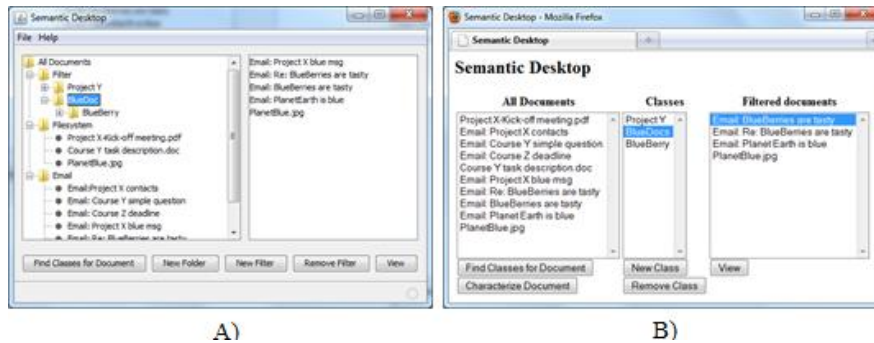 Semantic Desktop
File Help
All Documents
Filter
Project Y
BlueDoc
BlueBerry
Filesystem
Project X-Kick-off meeting.pdf
Course Y task description.doc
PlanetBlue.jpg
Email
Email:Project X contacts
Email: Course Y simple question
Email: Course Z deadline
Email: Project X blue msg
Email: Re: BlueBerries are tasty
Email: Project X blue msg
Email: Re: BlueBerries are tasty
Email: BlueBerries are tasty
Email: PlanetEarth is blue
PlanetBlue.jpg
Find Classes for Document New Folder New Filter Remove Filter View
A)
Semantic Desktop - Mozilla Firefox
Semantic Desktop
Semantic Desktop
All Documents Classes Filtered documents
Project X-Kick-off meeting.pdf
Email: Project X contacts
Email: Course Y simple question
Email: Course Z deadline
Course Y task description.doc
Email: Project X blue msg
Email: Re: BlueBerries are tasty
Email: BlueBerries are tasty
Email: Planet Earth is blue
PlanetBlue.jpg
Project Y
BlueDocs
BlueBerry
Email: BlueBerries are tasty
Email: Re: BlueBerries are tasty
Email: Planet Earth is blue
PlanetBlue.jpg
Find Classes for Document New Class View
Characterize Document Remove Class
B)